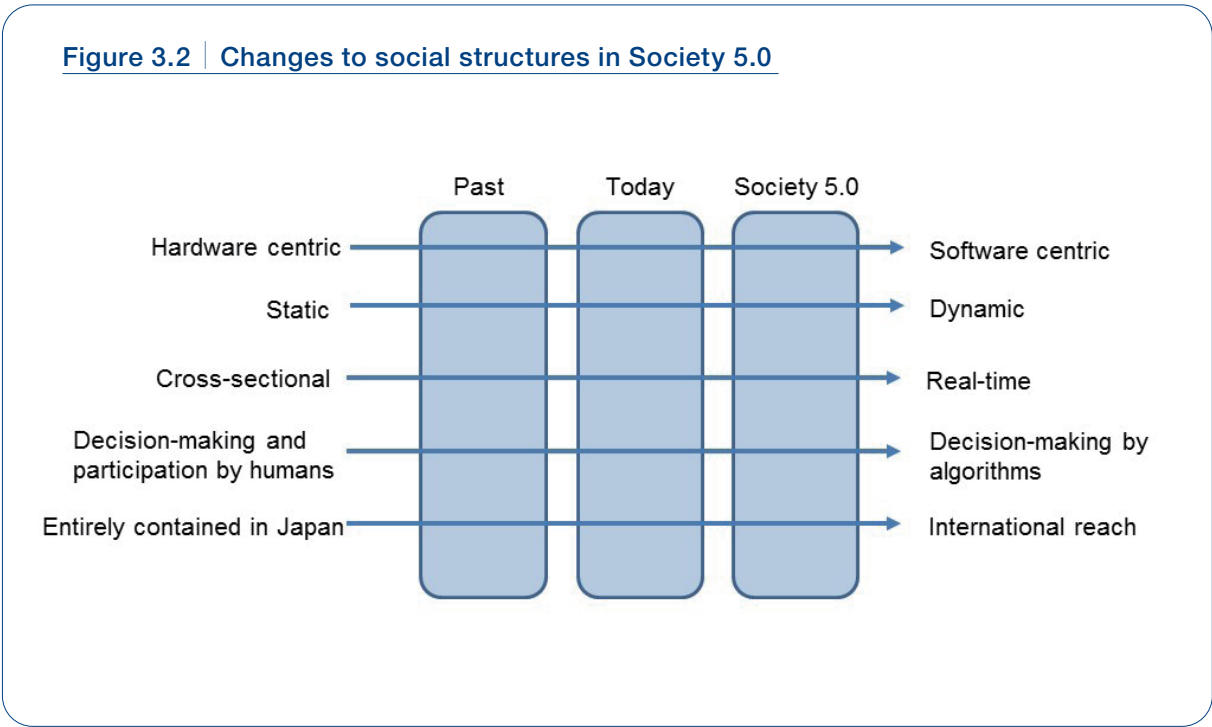 Figure 3.2 | Changes to social structures in Society 5.0
Past Today Society 5.0
Hardware centric Software centric
Static Dynamic
Cross-sectional Real-time
Decision-making and
participation by humans
Decision-making by
algorithms
Entirely contained in Japan International reach